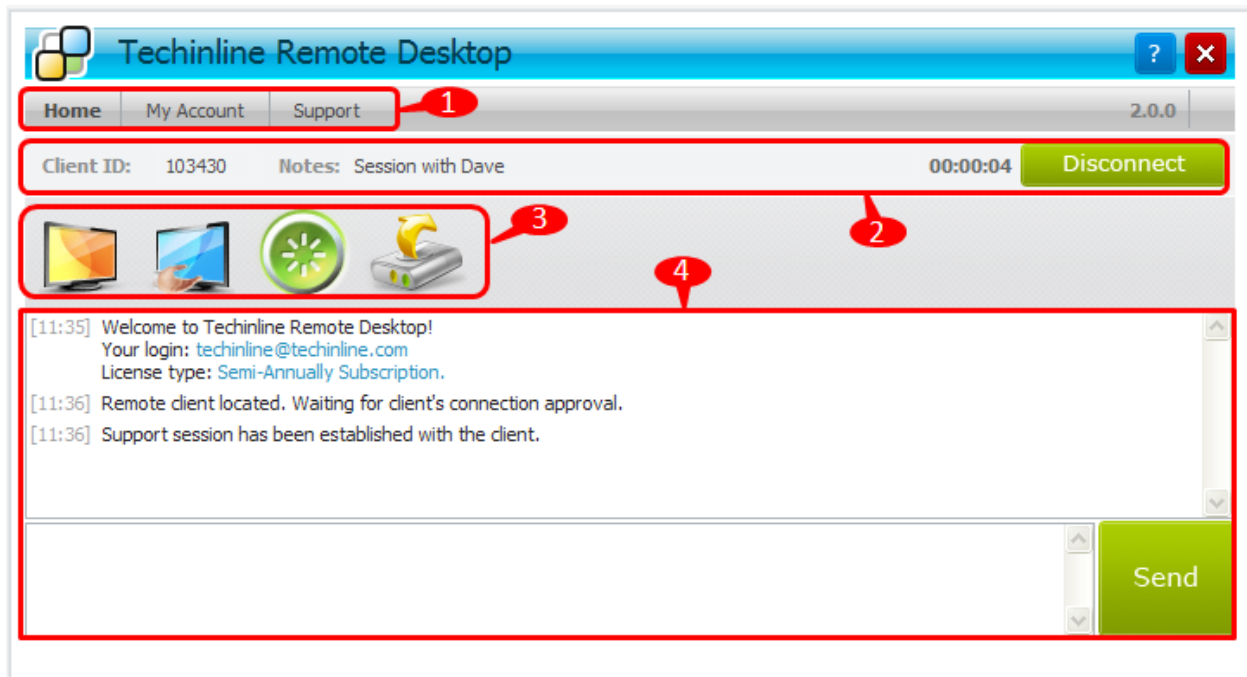 Techinline Remote Desktop ?
Home My Account Support 1 2.0.0
Client ID: 103430 Notes: Session with Dave 00:00:04 Disconnect
2
3
4
[11:35] Welcome to Techinline Remote Desktop!
Your login: techinline@techinline.com
License type: Semi-Annually Subscription.
[11:36] Remote client located. Waiting for client's connection approval.
[11:36] Support session has been established with the client.
Send